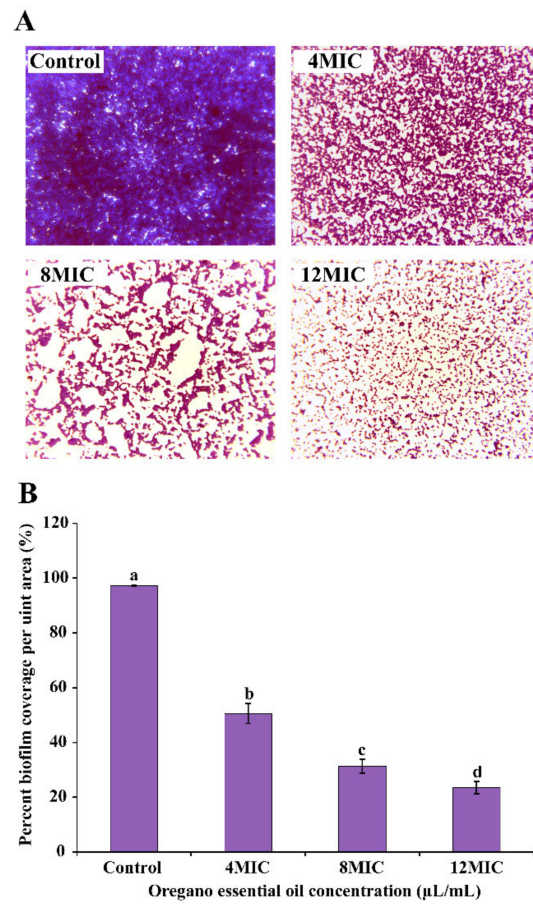 A
Control
4MIC
8MIC
12MIC
B
Percent biofilm coverage per uint area (%)
120
100
80
60
40
20
0
a
b
c
d
Control 4MIC 8MIC 12MIC
Oregano essential oil concentration (µL/mL)